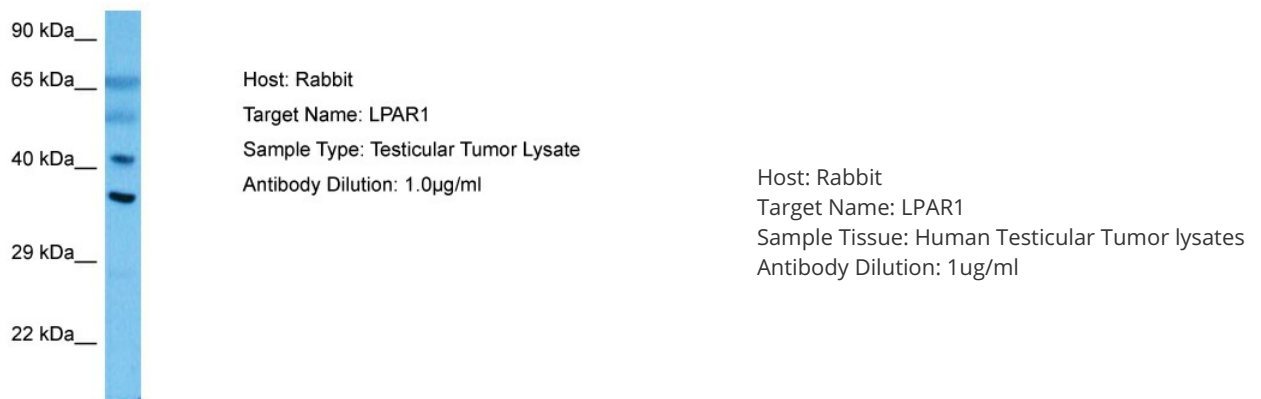 90 kDa__
65 kDa__
40 kDa__
29 kDa__
22 kDa__
Host: Rabbit
Target Name: LPAR1
Sample Type: Testicular Tumor Lysate
Antibody Dilution: 1.0µg/ml
Host: Rabbit
Target Name: LPAR1
Sample Tissue: Human Testicular Tumor lysates
Antibody Dilution: 1ug/ml